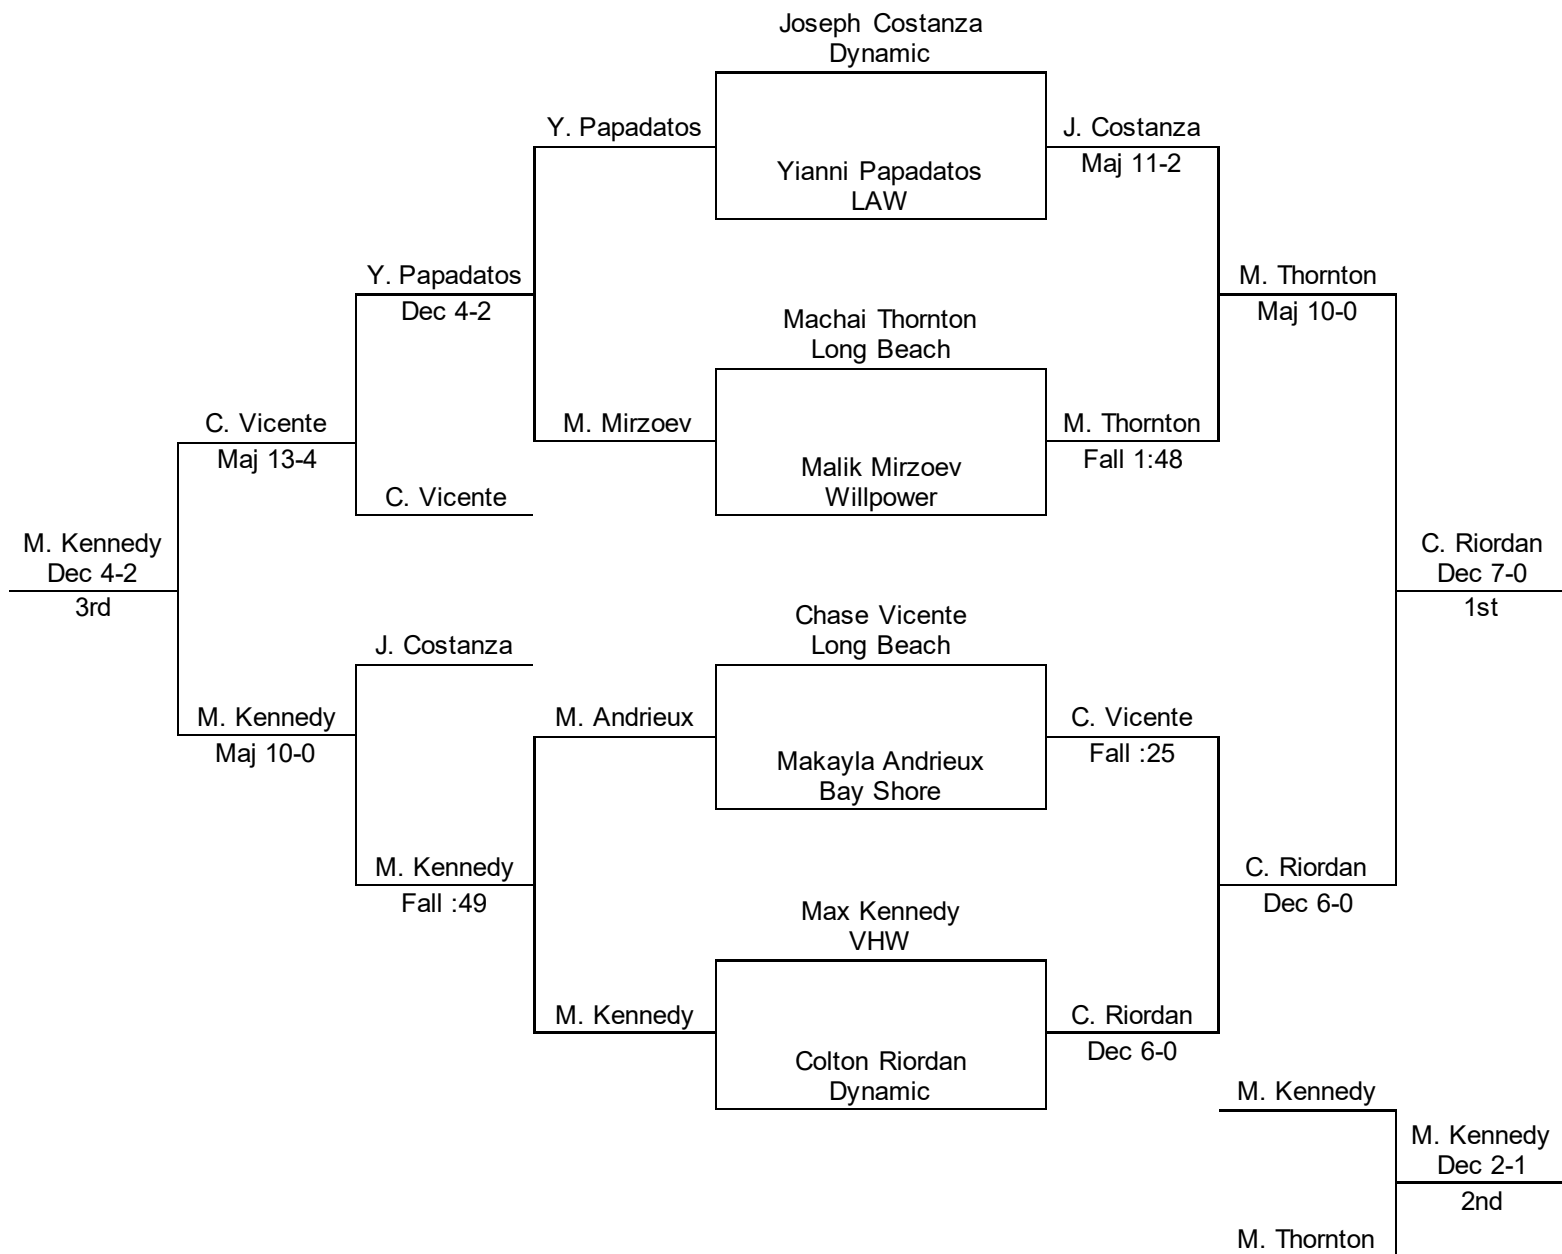 Joseph Costanza
Dynamic
Y. Papadatos
J. Costanza
Maj 11-2
Yianni Papadatos
LAW
Y. Papadatos
Dec 4-2
M. Thornton
Maj 10-0
Machai Thornton
Long Beach
C. Vicente
Maj 13-4
M. Mirzoev
M. Thornton
Fall 1:48
Malik Mirzoev
Willpower
C. Vicente
M. Kennedy
Dec 4-2
3rd
C. Riordan
Dec 7-0
1st
Chase Vicente
Long Beach
J. Costanza
M. Kennedy
Maj 10-0
M. Andrieux
C. Vicente
Fall :25
Makayla Andrieux
Bay Shore
M. Kennedy
Fall :49
C. Riordan
Dec 6-0
Max Kennedy
VHW
M. Kennedy
C. Riordan
Dec 6-0
Colton Riordan
Dynamic
M. Kennedy
M. Kennedy
Dec 2-1
2nd
M. Thornton